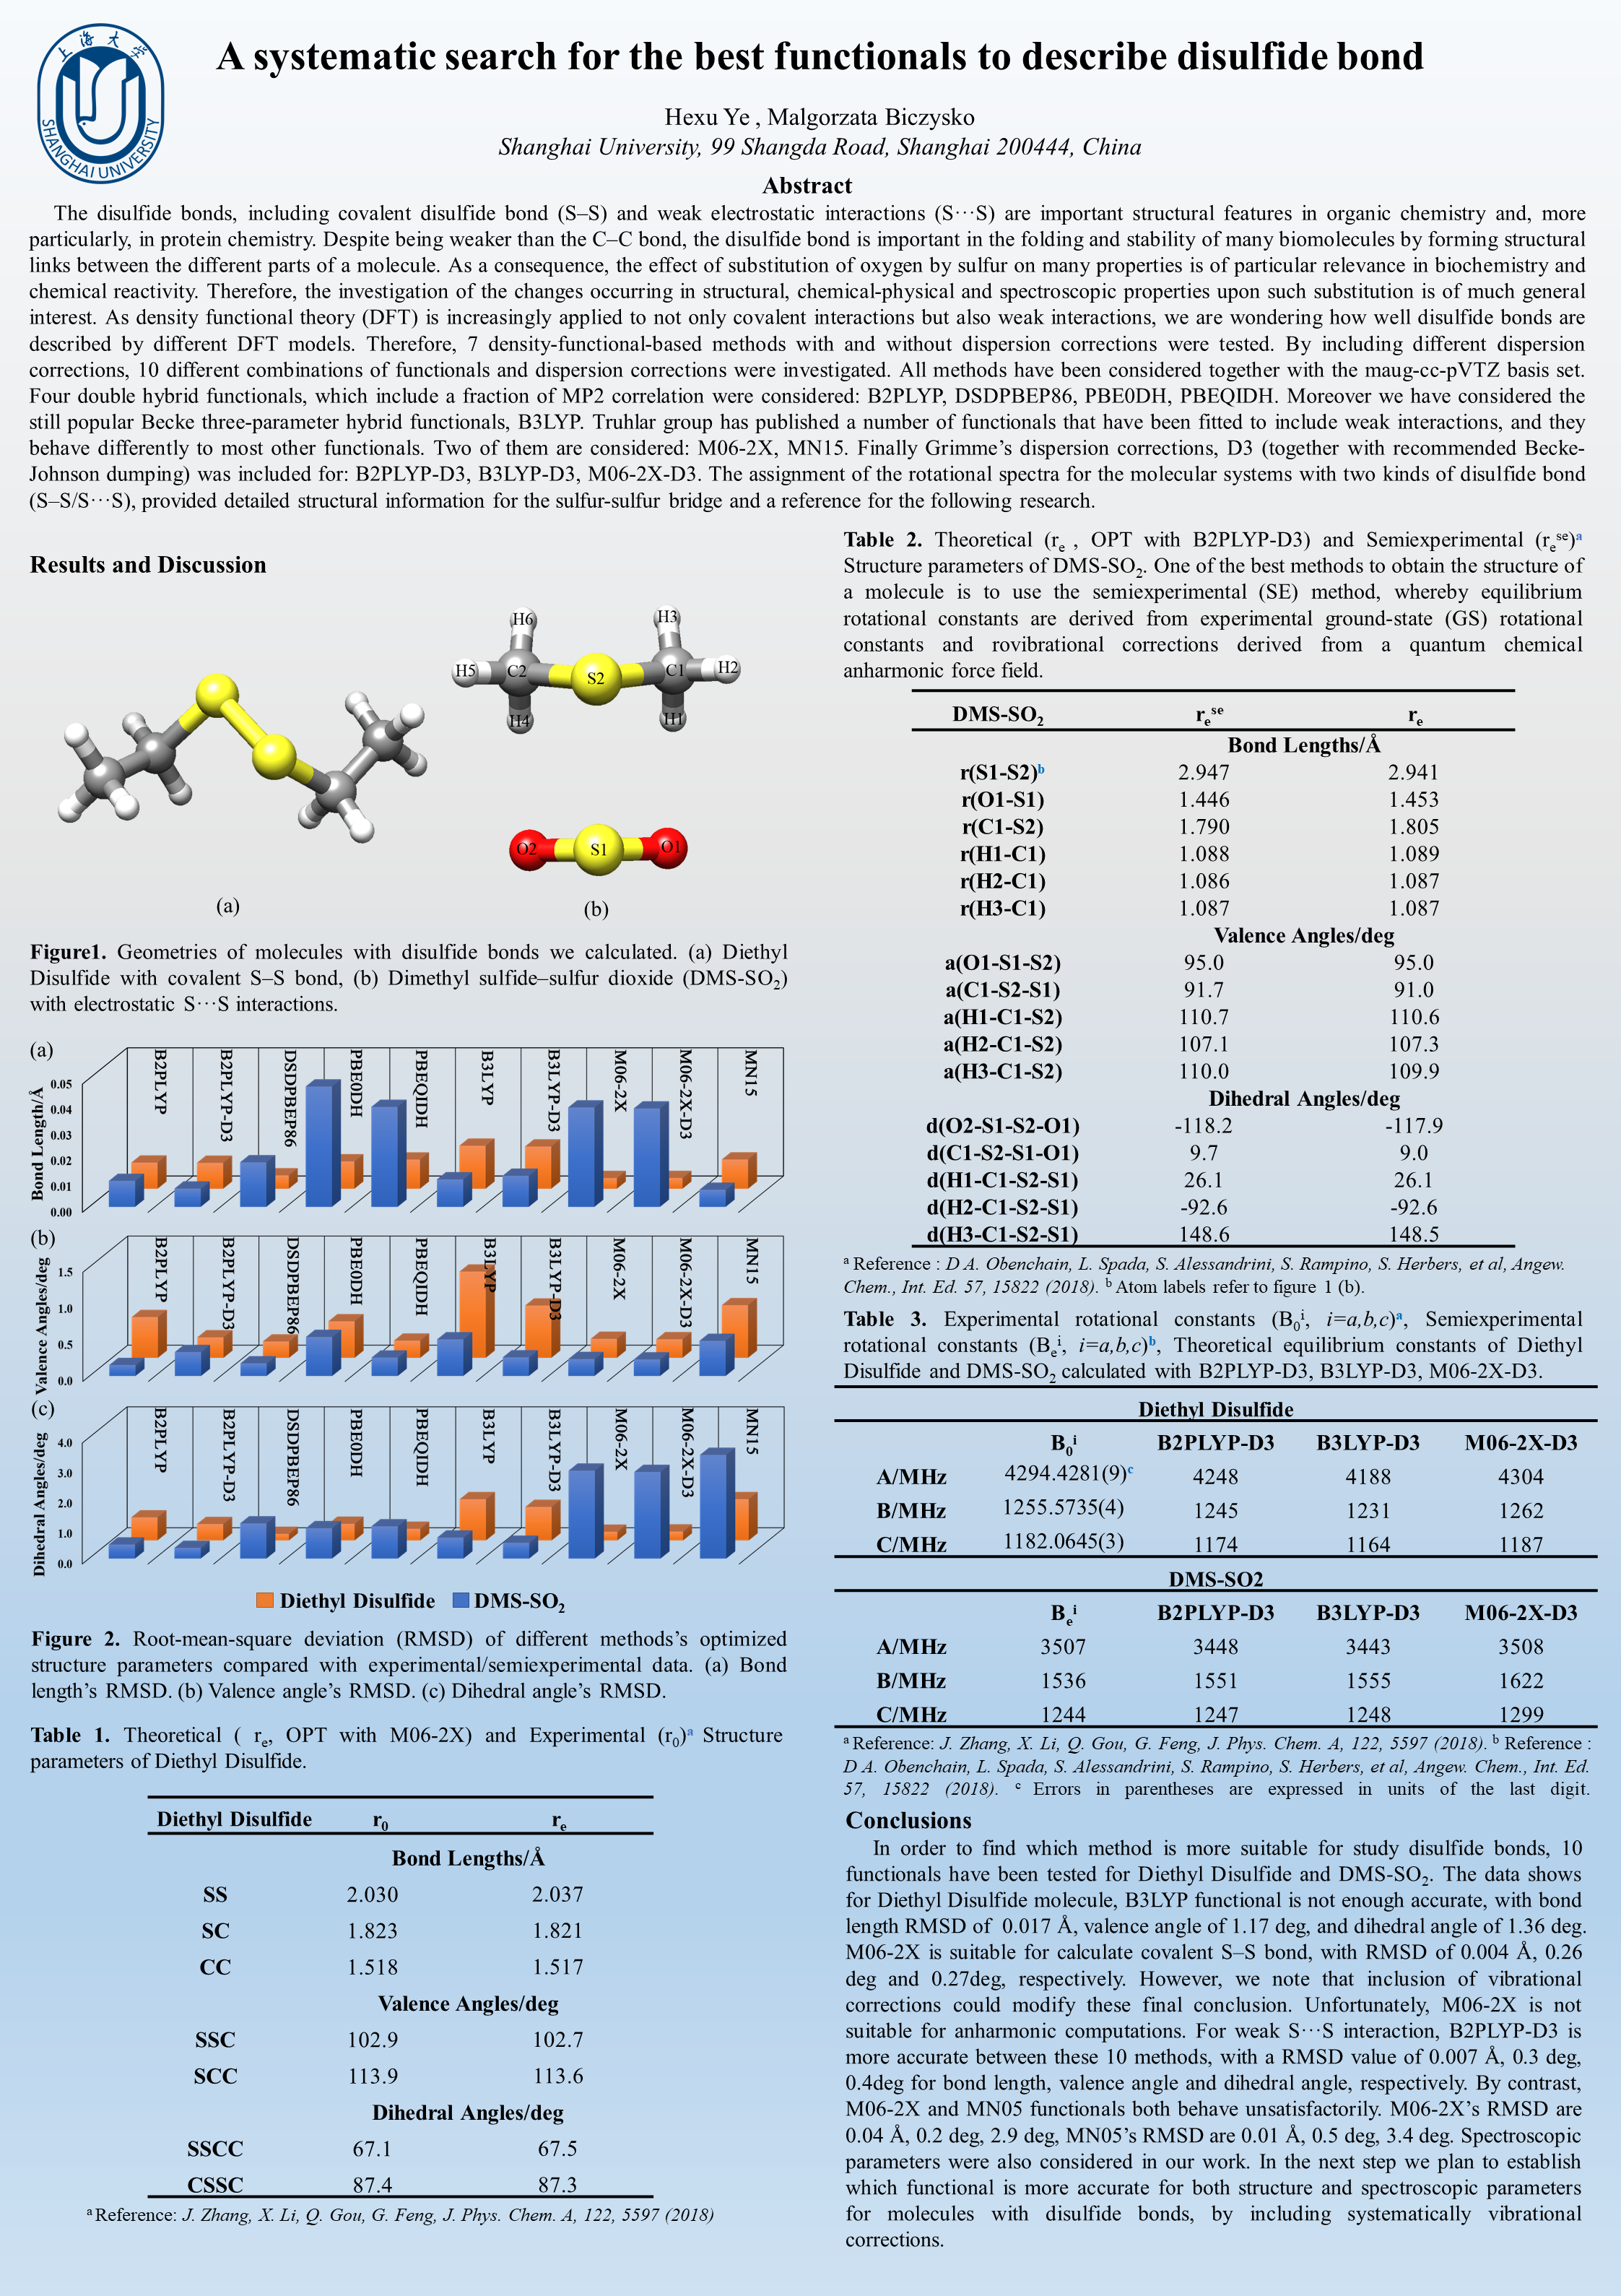 上海大学
SHANGHAI UNIVERSITY
A systematic search for the best functionals to describe disulfide bond
Hexu Ye , Malgorzata Biczysko
Shanghai University, 99 Shangda Road, Shanghai 200444, China
Abstract
The disulfide bonds, including covalent disulfide bond (S–S) and weak electrostatic interactions (S···S) are important structural features in organic chemistry and, more
particularly, in protein chemistry. Despite being weaker than the C–C bond, the disulfide bond is important in the folding and stability of many biomolecules by forming structural
links between the different parts of a molecule. As a consequence, the effect of substitution of oxygen by sulfur on many properties is of particular relevance in biochemistry and
chemical reactivity. Therefore, the investigation of the changes occurring in structural, chemical-physical and spectroscopic properties upon such substitution is of much general
interest. As density functional theory (DFT) is increasingly applied to not only covalent interactions but also weak interactions, we are wondering how well disulfide bonds are
described by different DFT models. Therefore, 7 density-functional-based methods with and without dispersion corrections were tested. By including different dispersion
corrections, 10 different combinations of functionals and dispersion corrections were investigated. All methods have been considered together with the maug-cc-pVTZ basis set.
Four double hybrid functionals, which include a fraction of MP2 correlation were considered: B2PLYP, DSDPBEP86, PBE0DH, PBEQIDH. Moreover we have considered the
still popular Becke three-parameter hybrid functionals, B3LYP. Truhlar group has published a number of functionals that have been fitted to include weak interactions, and they
behave differently to most other functionals. Two of them are considered: M06-2X, MN15. Finally Grimme's dispersion corrections, D3 (together with recommended Becke-
Johnson dumping) was included for: B2PLYP-D3, B3LYP-D3, M06-2X-D3. The assignment of the rotational spectra for the molecular systems with two kinds of disulfide bond
(S–S/S···S), provided detailed structural information for the sulfur-sulfur bridge and a reference for the following research.
Results and Discussion
H6 H3
H5 C2 S2 C1 H2
H4 H1
O2 S1 O1
(a) (b)
Figure1. Geometries of molecules with disulfide bonds we calculated. (a) Diethyl
Disulfide with covalent S–S bond, (b) Dimethyl sulfide–sulfur dioxide (DMS-SO2)
with electrostatic S···S interactions.
(a)
Bond Length/Å
0.05
0.04
0.03
0.02
0.01
0.00
B2PLYP B2PLYP-D3 DSDPBEP86 PBE0DH PBEQIDH B3LYP B3LYP-D3 M06-2X M06-2X-D3 MN15
(b)
Valence Angles/deg
1.5
1.0
0.5
0.0
B2PLYP B2PLYP-D3 DSDPBEP86 PBE0DH PBEQIDH B3LYP B3LYP-D3 M06-2X M06-2X-D3 MN15
(c)
Dihedral Angles/deg
4.0
3.0
2.0
1.0
0.0
B2PLYP B2PLYP-D3 DSDPBEP86 PBE0DH PBEQIDH B3LYP B3LYP-D3 M06-2X M06-2X-D3 MN15
Diethyl Disulfide DMS-SO2
Figure 2. Root-mean-square deviation (RMSD) of different methods's optimized
structure parameters compared with experimental/semiexperimental data. (a) Bond
length's RMSD. (b) Valence angle's RMSD. (c) Dihedral angle's RMSD.
Table 1. Theoretical ( re, OPT with M06-2X) and Experimental (r0)a Structure
parameters of Diethyl Disulfide.
Diethyl Disulfide r0 re
Bond Lengths/Å
SS 2.030 2.037
SC 1.823 1.821
CC 1.518 1.517
Valence Angles/deg
SSC 102.9 102.7
SCC 113.9 113.6
Dihedral Angles/deg
SSCC 67.1 67.5
CSSC 87.4 87.3
a Reference: J. Zhang, X. Li, Q. Gou, G. Feng, J. Phys. Chem. A, 122, 5597 (2018)
Table 2. Theoretical (re , OPT with B2PLYP-D3) and Semiexperimental (rese)a
Structure parameters of DMS-SO2. One of the best methods to obtain the structure of
a molecule is to use the semiexperimental (SE) method, whereby equilibrium
rotational constants are derived from experimental ground-state (GS) rotational
constants and rovibrational corrections derived from a quantum chemical
anharmonic force field.
DMS-SO2 rese re
Bond Lengths/Å
r(S1-S2)b 2.947 2.941
r(O1-S1) 1.446 1.453
r(C1-S2) 1.790 1.805
r(H1-C1) 1.088 1.089
r(H2-C1) 1.086 1.087
r(H3-C1) 1.087 1.087
Valence Angles/deg
a(O1-S1-S2) 95.0 95.0
a(C1-S2-S1) 91.7 91.0
a(H1-C1-S2) 110.7 110.6
a(H2-C1-S2) 107.1 107.3
a(H3-C1-S2) 110.0 109.9
Dihedral Angles/deg
d(O2-S1-S2-O1) -118.2 -117.9
d(C1-S2-S1-O1) 9.7 9.0
d(H1-C1-S2-S1) 26.1 26.1
d(H2-C1-S2-S1) -92.6 -92.6
d(H3-C1-S2-S1) 148.6 148.5
a Reference : D A. Obenchain, L. Spada, S. Alessandrini, S. Rampino, S. Herbers, et al, Angew.
Chem., Int. Ed. 57, 15822 (2018). b Atom labels refer to figure 1 (b).
Table 3. Experimental rotational constants (B0i, i=a,b,c)a, Semiexperimental
rotational constants (Bei, i=a,b,c)b, Theoretical equilibrium constants of Diethyl
Disulfide and DMS-SO2 calculated with B2PLYP-D3, B3LYP-D3, M06-2X-D3.
Diethyl Disulfide
B0i B2PLYP-D3 B3LYP-D3 M06-2X-D3
A/MHz 4294.4281(9)c 4248 4188 4304
B/MHz 1255.5735(4) 1245 1231 1262
C/MHz 1182.0645(3) 1174 1164 1187
DMS-SO2
Bei B2PLYP-D3 B3LYP-D3 M06-2X-D3
A/MHz 3507 3448 3443 3508
B/MHz 1536 1551 1555 1622
C/MHz 1244 1247 1248 1299
a Reference: J. Zhang, X. Li, Q. Gou, G. Feng, J. Phys. Chem. A, 122, 5597 (2018). b Reference :
D A. Obenchain, L. Spada, S. Alessandrini, S. Rampino, S. Herbers, et al, Angew. Chem., Int. Ed.
57, 15822 (2018). c Errors in parentheses are expressed in units of the last digit.
Conclusions
In order to find which method is more suitable for study disulfide bonds, 10
functionals have been tested for Diethyl Disulfide and DMS-SO2. The data shows
for Diethyl Disulfide molecule, B3LYP functional is not enough accurate, with bond
length RMSD of 0.017 Å, valence angle of 1.17 deg, and dihedral angle of 1.36 deg.
M06-2X is suitable for calculate covalent S–S bond, with RMSD of 0.004 Å, 0.26
deg and 0.27deg, respectively. However, we note that inclusion of vibrational
corrections could modify these final conclusion. Unfortunately, M06-2X is not
suitable for anharmonic computations. For weak S···S interaction, B2PLYP-D3 is
more accurate between these 10 methods, with a RMSD value of 0.007 Å, 0.3 deg,
0.4deg for bond length, valence angle and dihedral angle, respectively. By contrast,
M06-2X and MN05 functionals both behave unsatisfactorily. M06-2X's RMSD are
0.04 Å, 0.2 deg, 2.9 deg, MN05's RMSD are 0.01 Å, 0.5 deg, 3.4 deg. Spectroscopic
parameters were also considered in our work. In the next step we plan to establish
which functional is more accurate for both structure and spectroscopic parameters
for molecules with disulfide bonds, by including systematically vibrational
corrections.